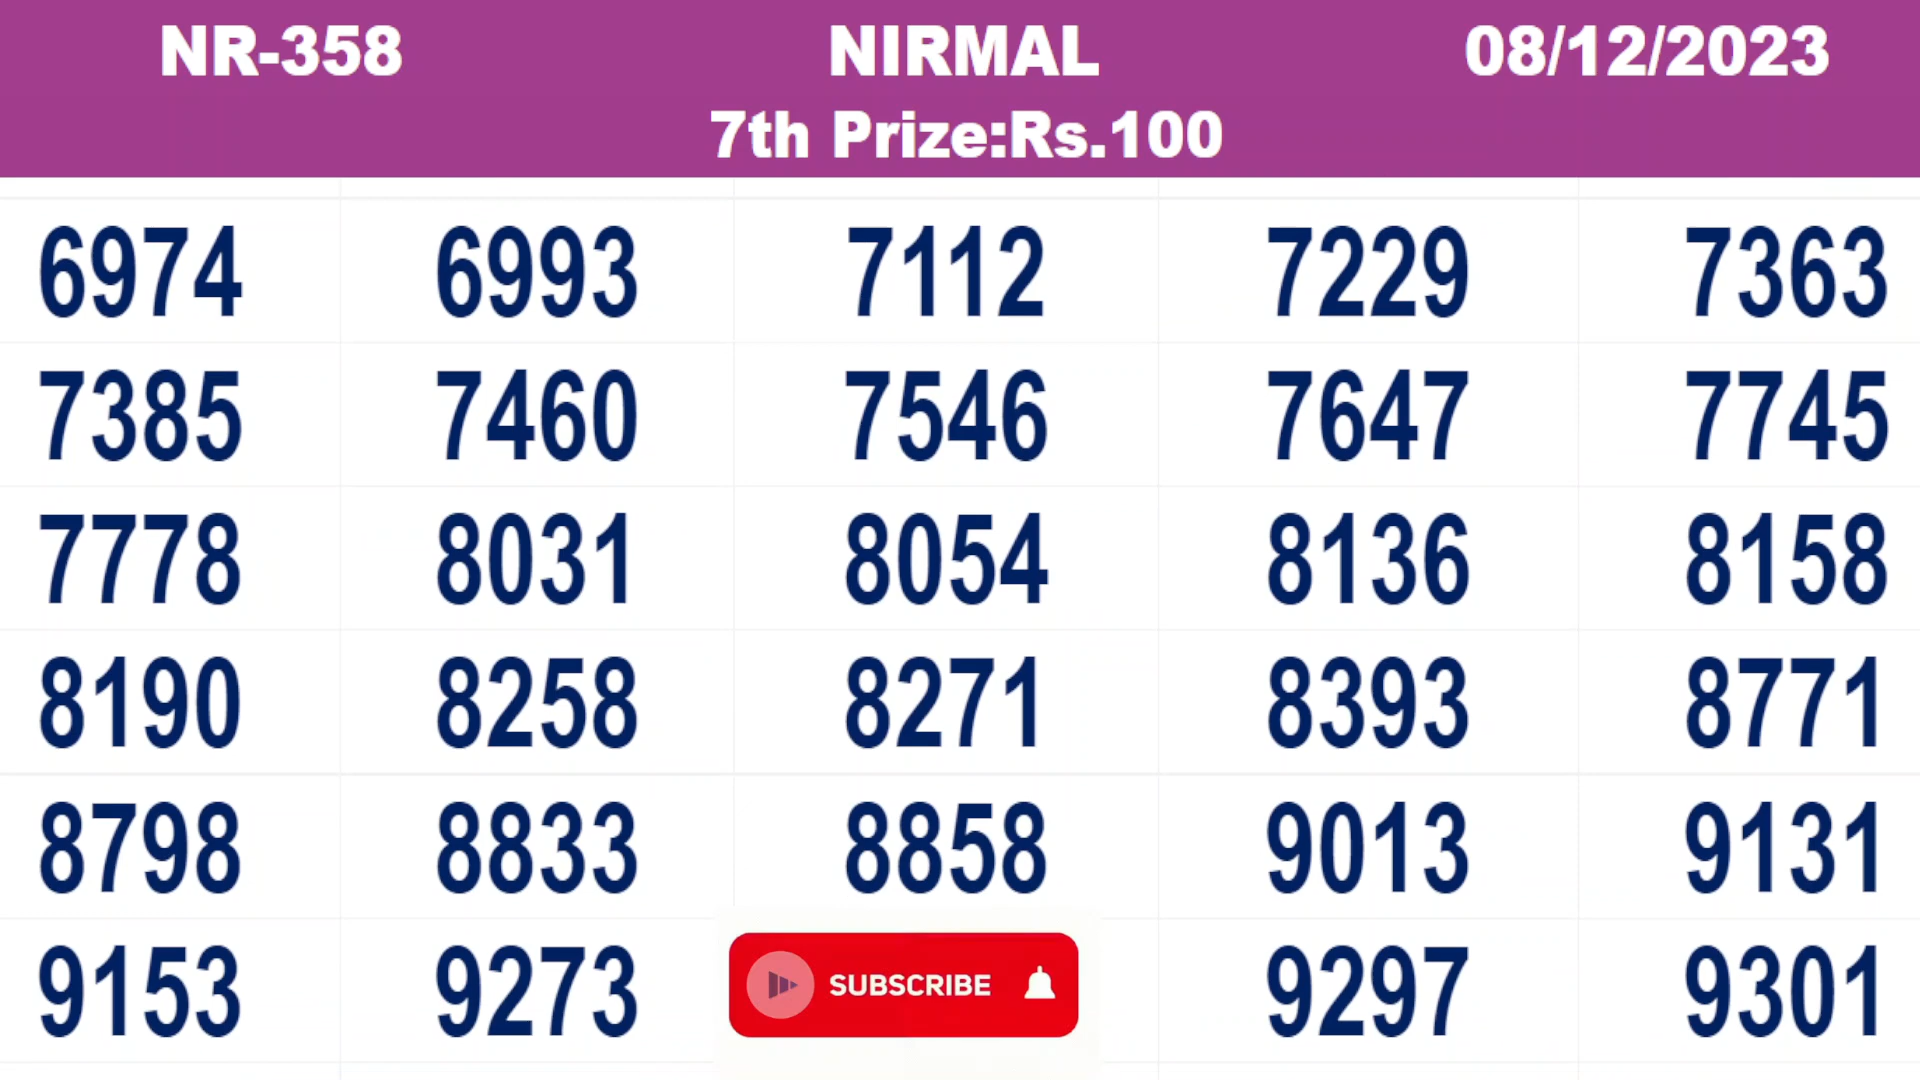 NR-358 NIRMAL 08/12/2023
7th Prize:Rs.100
6974 6993 7112 7229 7363
7385 7460 7546 7647 7745
7778 8031 8054 8136 8158
8190 8258 8271 8393 8771
8798 8833 8858 9013 9131
9153 9273 SUBSCRIBE 9297 9301